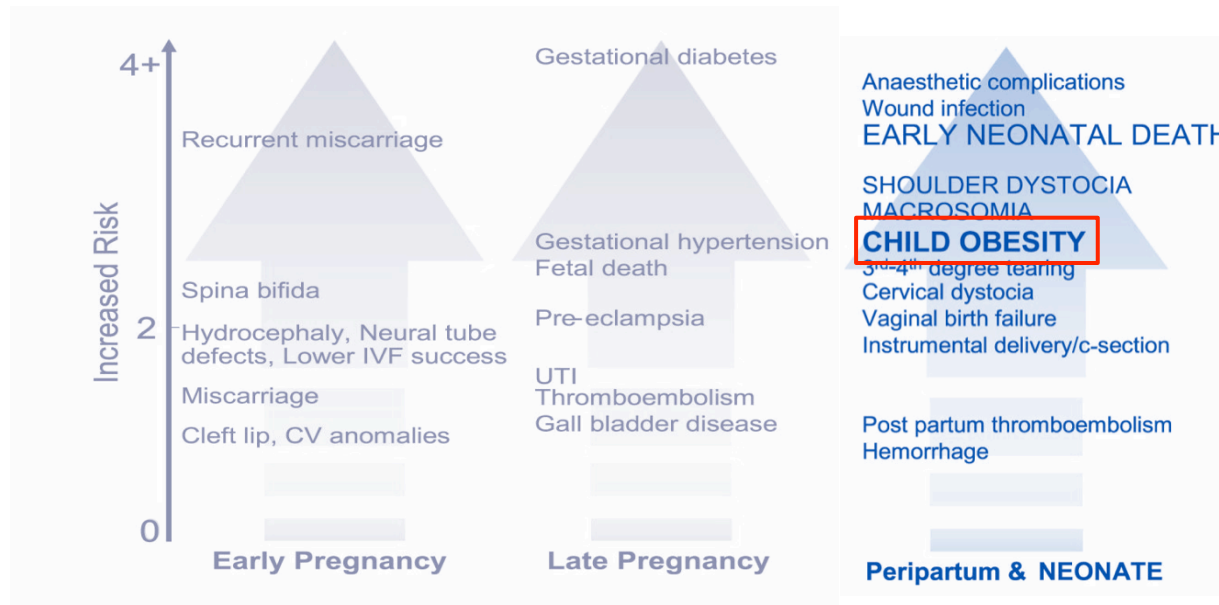 4+
Increased Risk
2
0
Recurrent miscarriage
Spina bifida
Hydrocephaly, Neural tube
defects, Lower IVF success
Miscarriage
Cleft lip, CV anomalies
Early Pregnancy
Gestational diabetes
Gestational hypertension
Fetal death
Pre-eclampsia
UTI
Thromboembolism
Gall bladder disease
Late Pregnancy
Anaesthetic complications
Wound infection
EARLY NEONATAL DEATH
SHOULDER DYSTOCIA
MACROSOMIA
CHILD OBESITY
3rd-4th degree tearing
Cervical dystocia
Vaginal birth failure
Instrumental delivery/c-section
Post partum thromboembolism
Hemorrhage
Peripartum & NEONATE